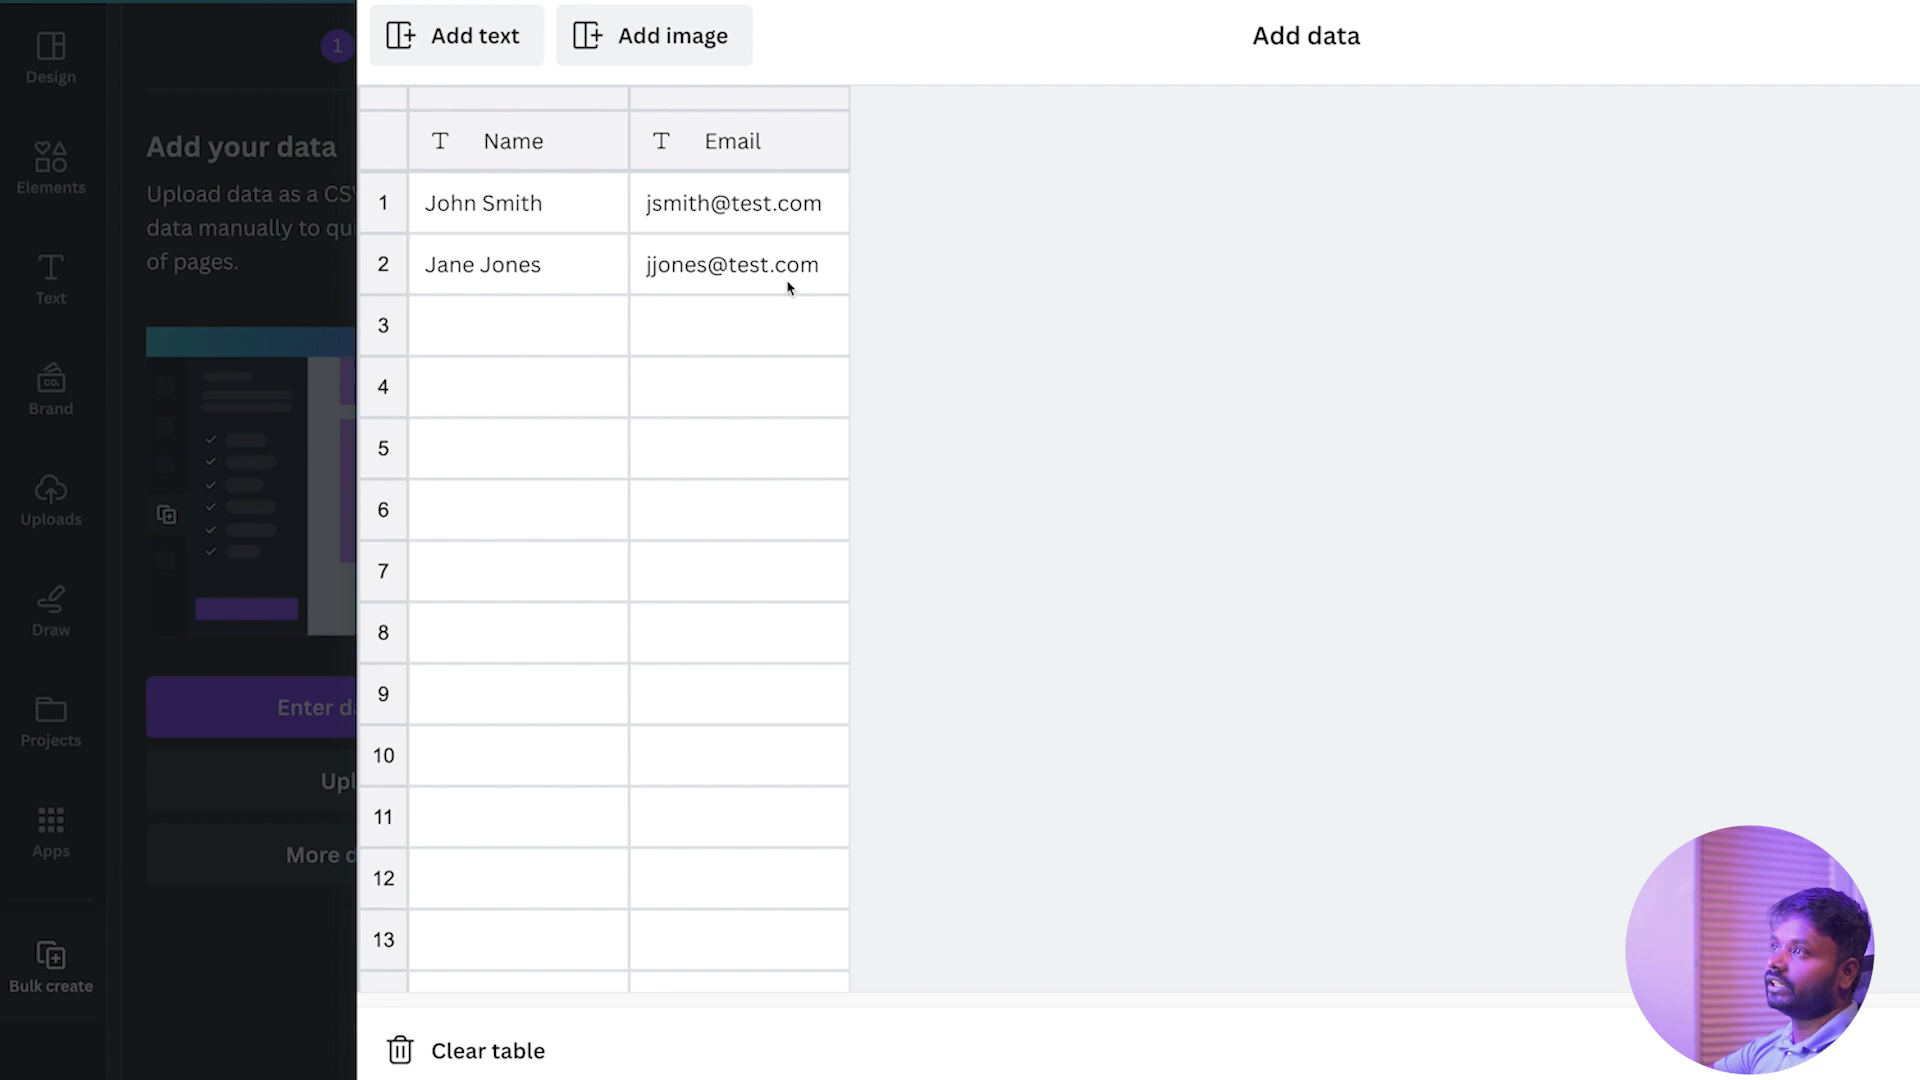 Design
Elements
Text
Brand
CO.
Uploads
Draw
Projects
Apps
Bulk create
1
Add your data
Upload data as a CS
data manually to qu
of pages.
Enter d
Upl
More d
Add text
Add image
Add data
T Name T Email
1 John Smith jsmith@test.com
2 Jane Jones jjones@test.com
3
4
5
6
7
8
9
10
11
12
13
Clear table